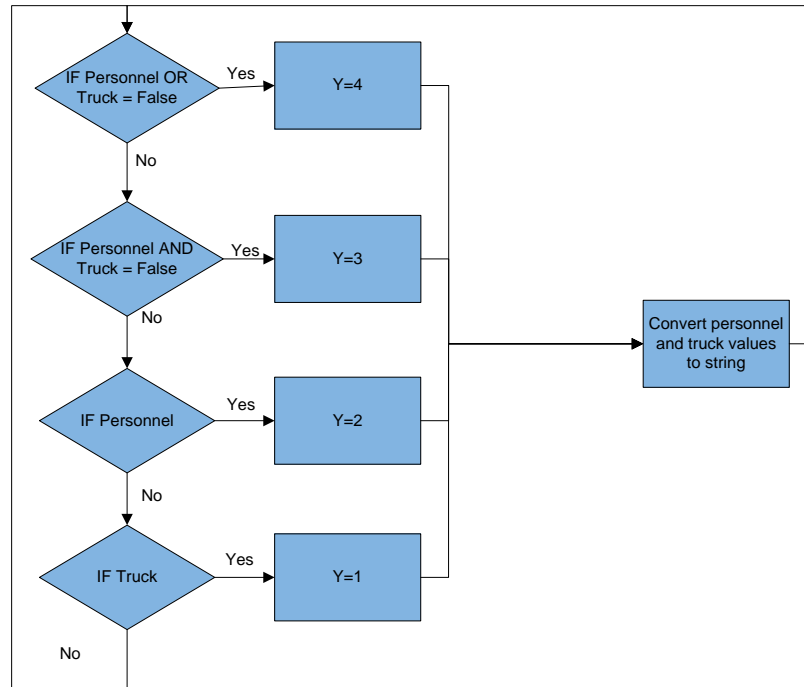 IF Personnel OR
Truck = False
Yes
Y=4
No
IF Personnel AND
Truck = False
Yes
Y=3
No
Convert personnel
and truck values
to string
IF Personnel
Yes
Y=2
No
IF Truck
Yes
Y=1
No